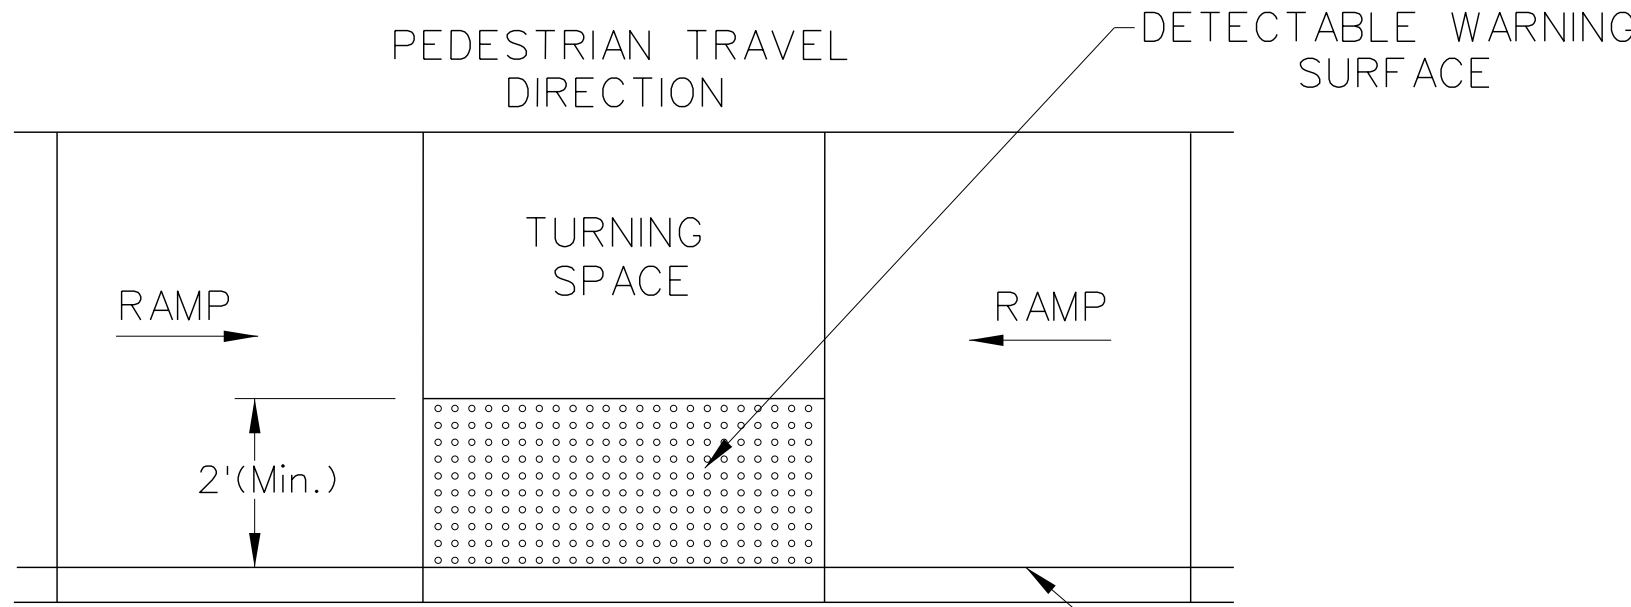 PEDESTRIAN TRAVEL
DIRECTION
DETECTABLE WARNING
SURFACE
TURNING
SPACE
RAMP
RAMP
2'(Min.)